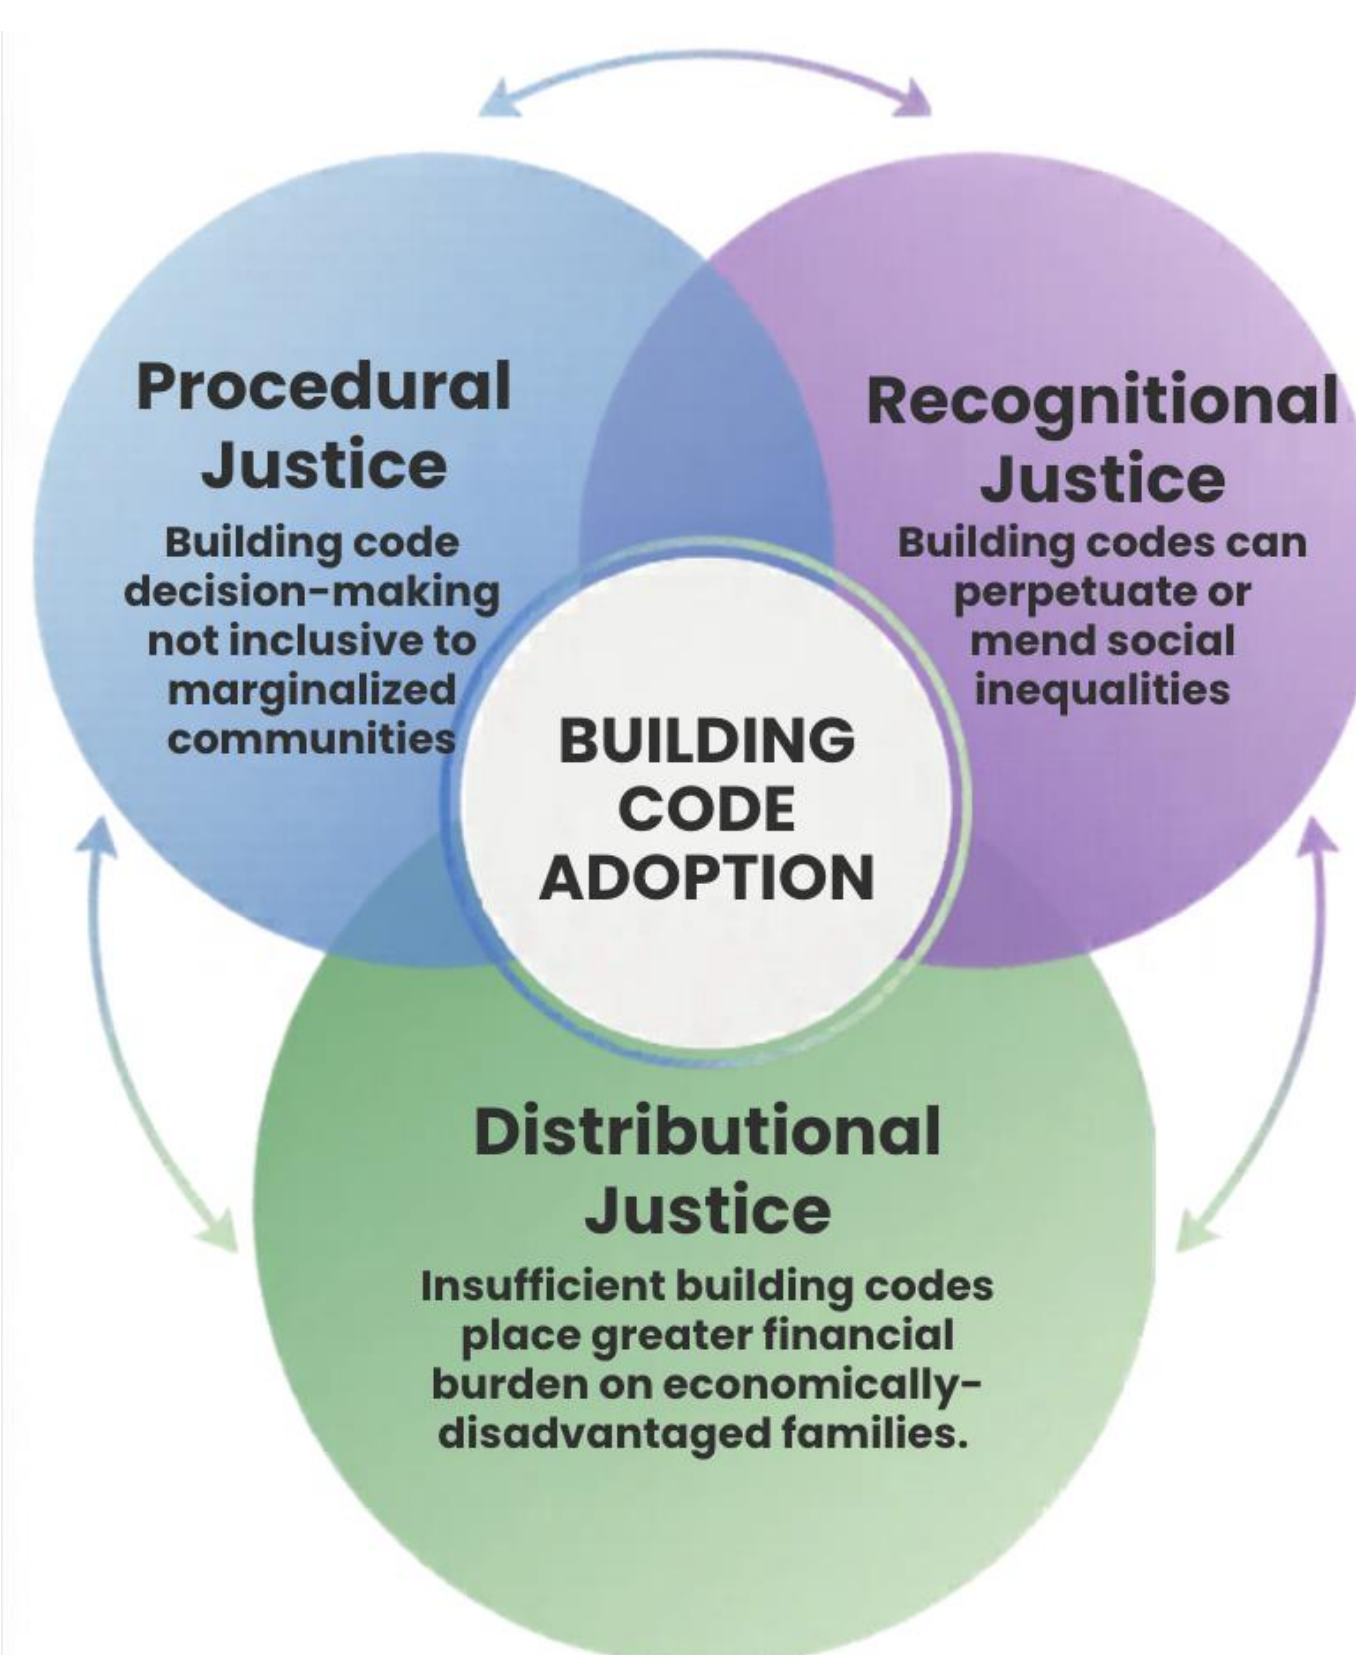 Procedural
Justice
Building code
decision-making
not inclusive to
marginalized
communities
Recognitional
Justice
Building codes can
perpetuate or
mend social
inequalities
BUILDING
CODE
ADOPTION
Distributional
Justice
Insufficient building codes
place greater financial
burden on economically-
disadvantaged families.